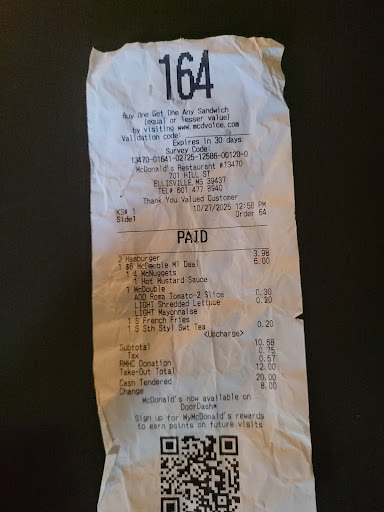 164
Buy One Get One Any Sandwich
(equal or lesser value)
by visiting www.mcdvoice.com
Validation code:
Expires in 30 days
Survey Code:
13470-01641-02725-12586-00120-0
McDonald's Restaurant #13470
701 HILL ST
ELLISVILLE MS 39437
TEL# 601 477 8940
Thank You Valued Customer
KS# 1 10/27/2025 12:58 PM
Side1 Order 64
PAID
2 Hamburger 3.98
1 $6 McDouble Ml Deal 6.00
1 4 McNuggets
1 Hot Mustard Sauce
1 McDouble
ADD Roma Tomato-2 Slice 0.30
LIGHT Shredded Lettuce 0.20
LIGHT Mayonnaise
1 S French Fries
1 S Sth Styl Swt Tea 0.20
<Upcharge>
Subtotal 10.68
Tax 0.75
RMHC Donation 0.57
Take-Out Total 12.00
Cash Tendered 20.00
Change 8.00
McDonald's now available on
DoorDash*
Sign up for MyMcDonald's rewards
to earn points on future visits